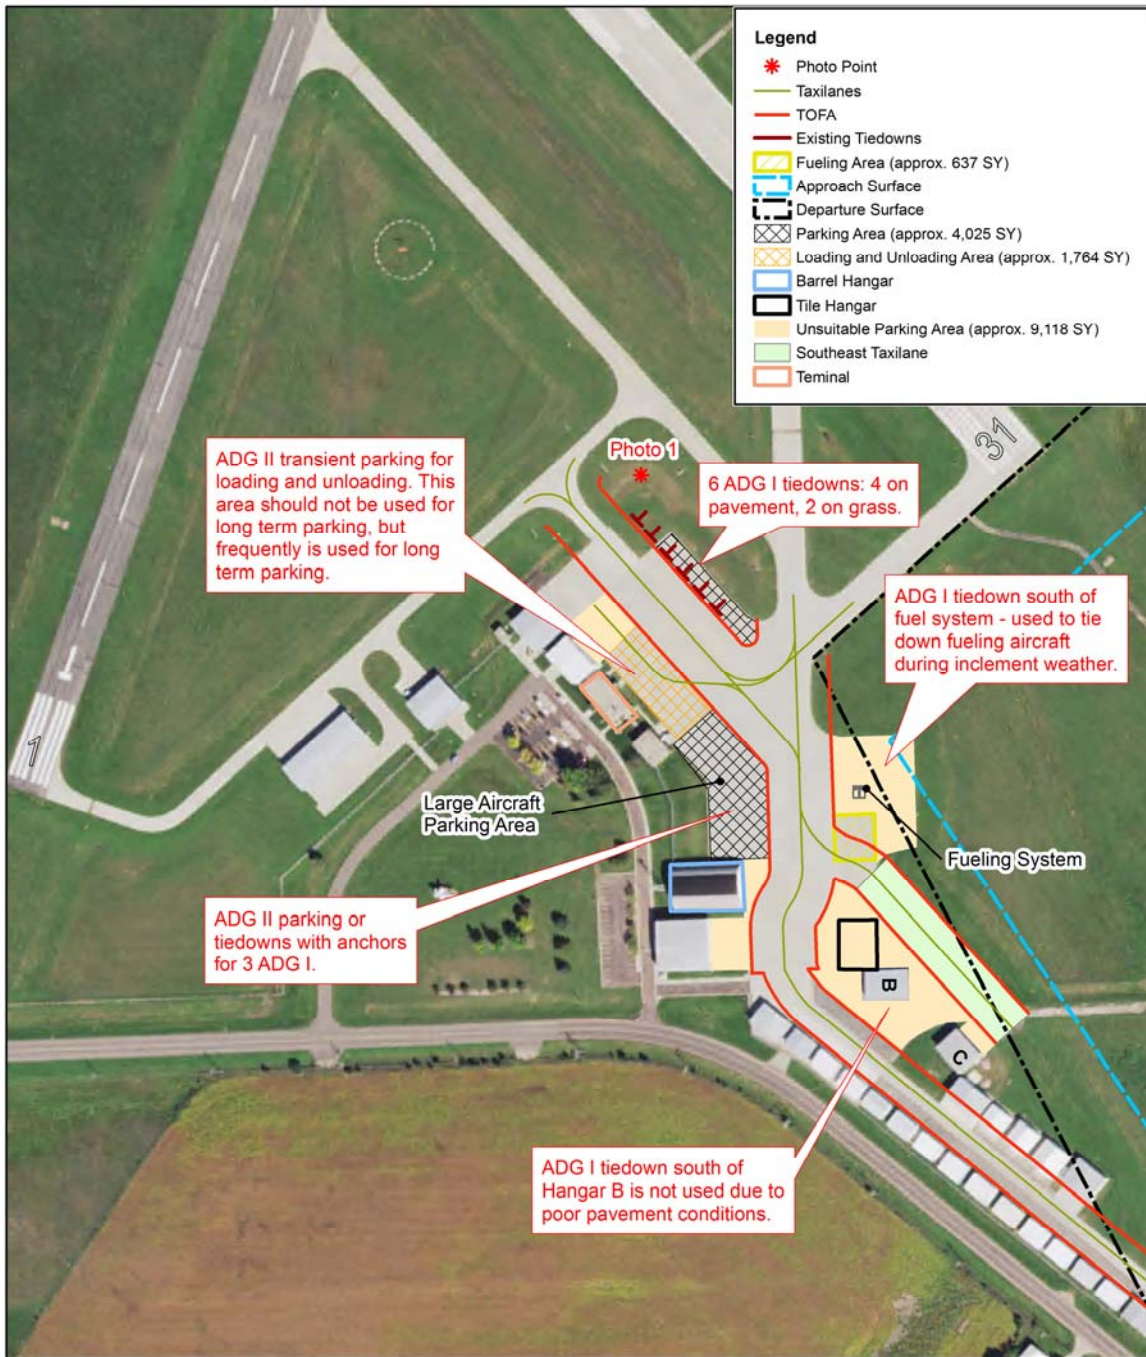 Legend
Photo Point
Taxilanes
TOFA
Existing Tiedowns
Fueling Area (approx. 637 SY)
Approach Surface
Departure Surface
Parking Area (approx. 4,025 SY)
Loading and Unloading Area (approx. 1,764 SY)
Barrel Hangar
Tile Hangar
Unsuitable Parking Area (approx. 9,118 SY)
Southeast Taxilane
Teminal
31
Photo 1
ADG II transient parking for
loading and unloading. This
area should not be used for
long term parking, but
frequently is used for long
term parking.
6 ADG I tiedowns: 4 on
pavement, 2 on grass.
ADG I tiedown south of
fuel system - used to tie
down fueling aircraft
during inclement weather.
1
Large Aircraft
Parking Area
Fueling System
ADG II parking or
tiedowns with anchors
for 3 ADG I.
B
C
ADG I tiedown south of
Hangar B is not used due to
poor pavement conditions.